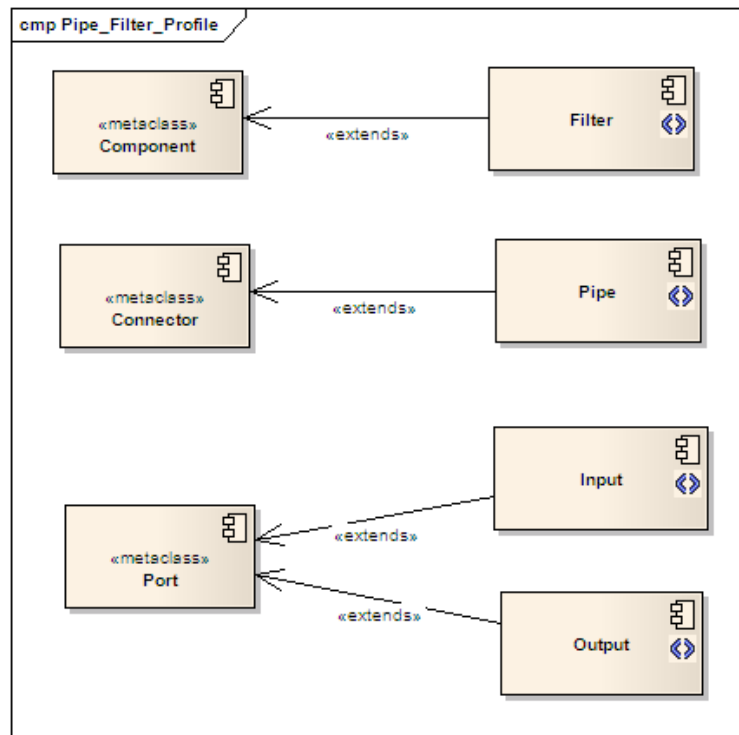 cmp Pipe_Filter_Profile
«metaclass»
Component
«extends»
Filter
«metaclass»
Connector
«extends»
Pipe
«metaclass»
Port
«extends»
Input
«extends»
Output